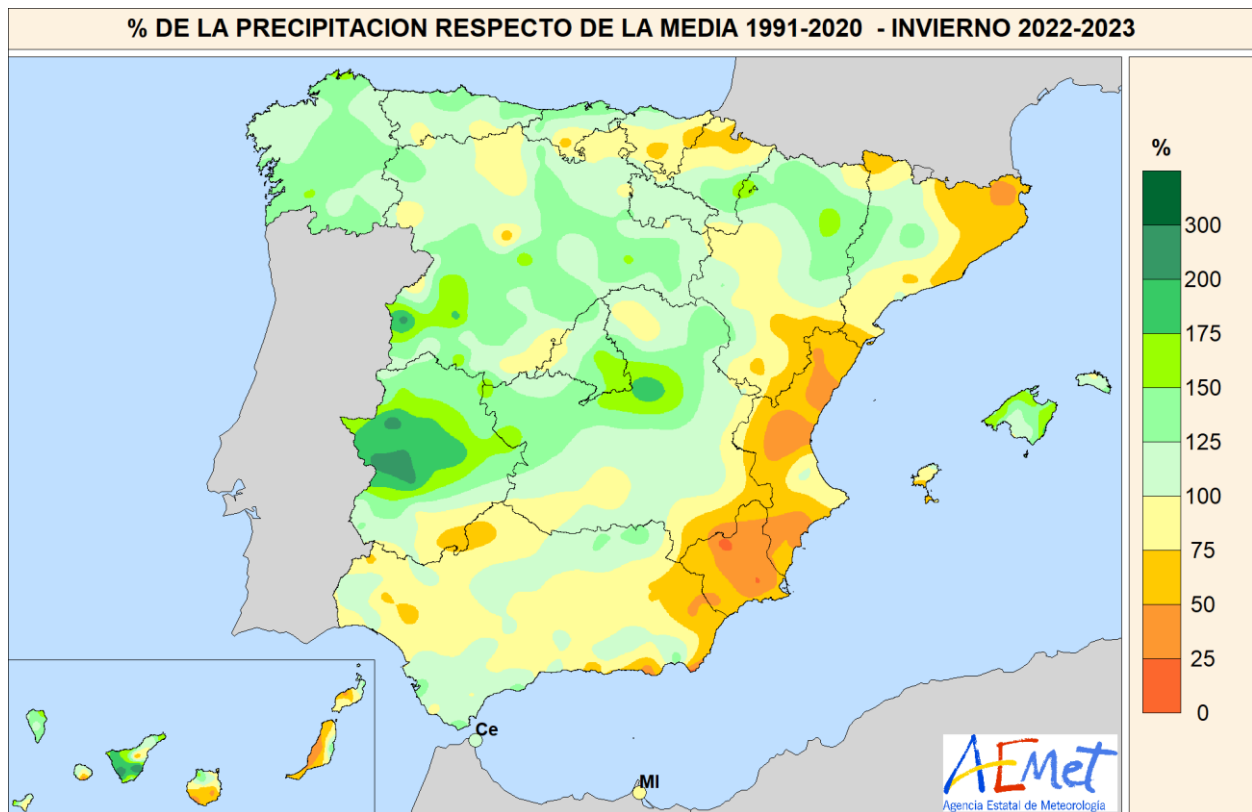 % DE LA PRECIPITACION RESPECTO DE LA MEDIA 1991-2020 - INVIERNO 2022-2023
%
300
200
175
150
125
100
75
50
25
0
Ce
Ml
AEMet
Agencia Estatal de Meteorología